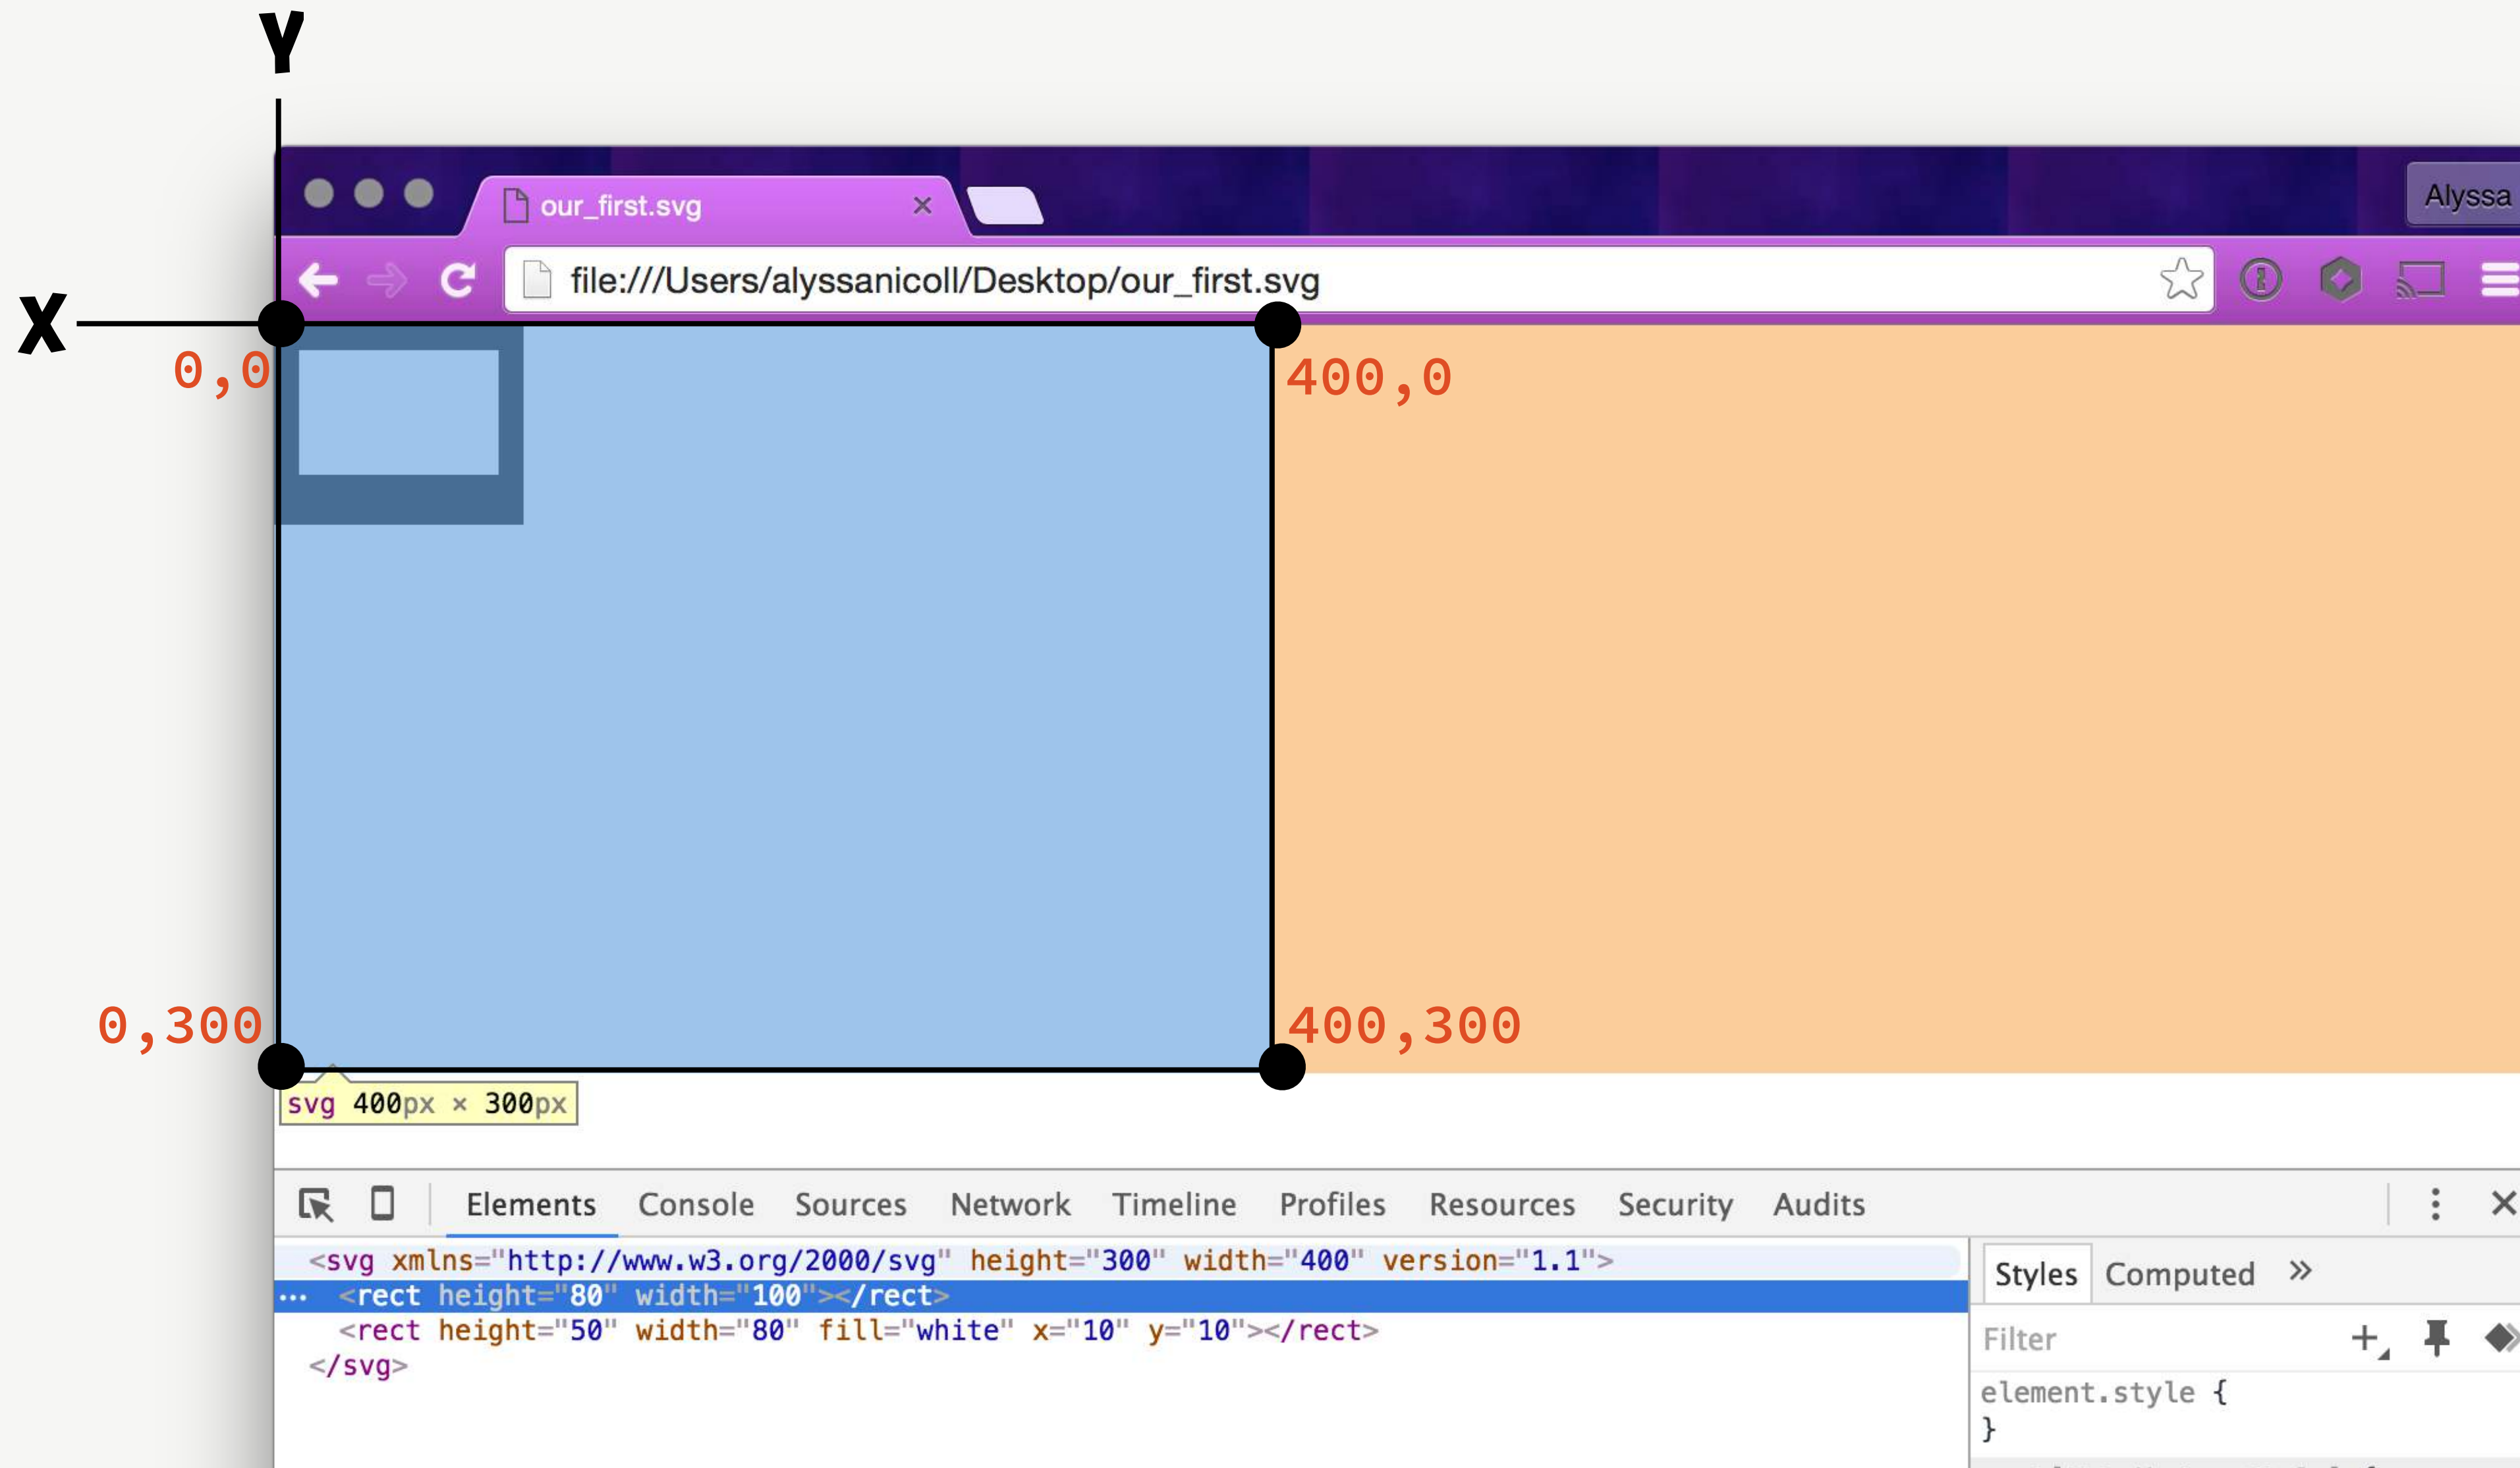 Y
our_first.svg
Alyssa
file:///Users/alyssanicoll/Desktop/our_first.svg
X
0,0
400,0
0,300
400,300
svg 400px × 300px
Elements Console Sources Network Timeline Profiles Resources Security Audits
<svg xmlns="http://www.w3.org/2000/svg" height="300" width="400" version="1.1">
... <rect height="80" width="100"></rect>
<rect height="50" width="80" fill="white" x="10" y="10"></rect>
</svg>
Styles Computed »
Filter
element.style {
}